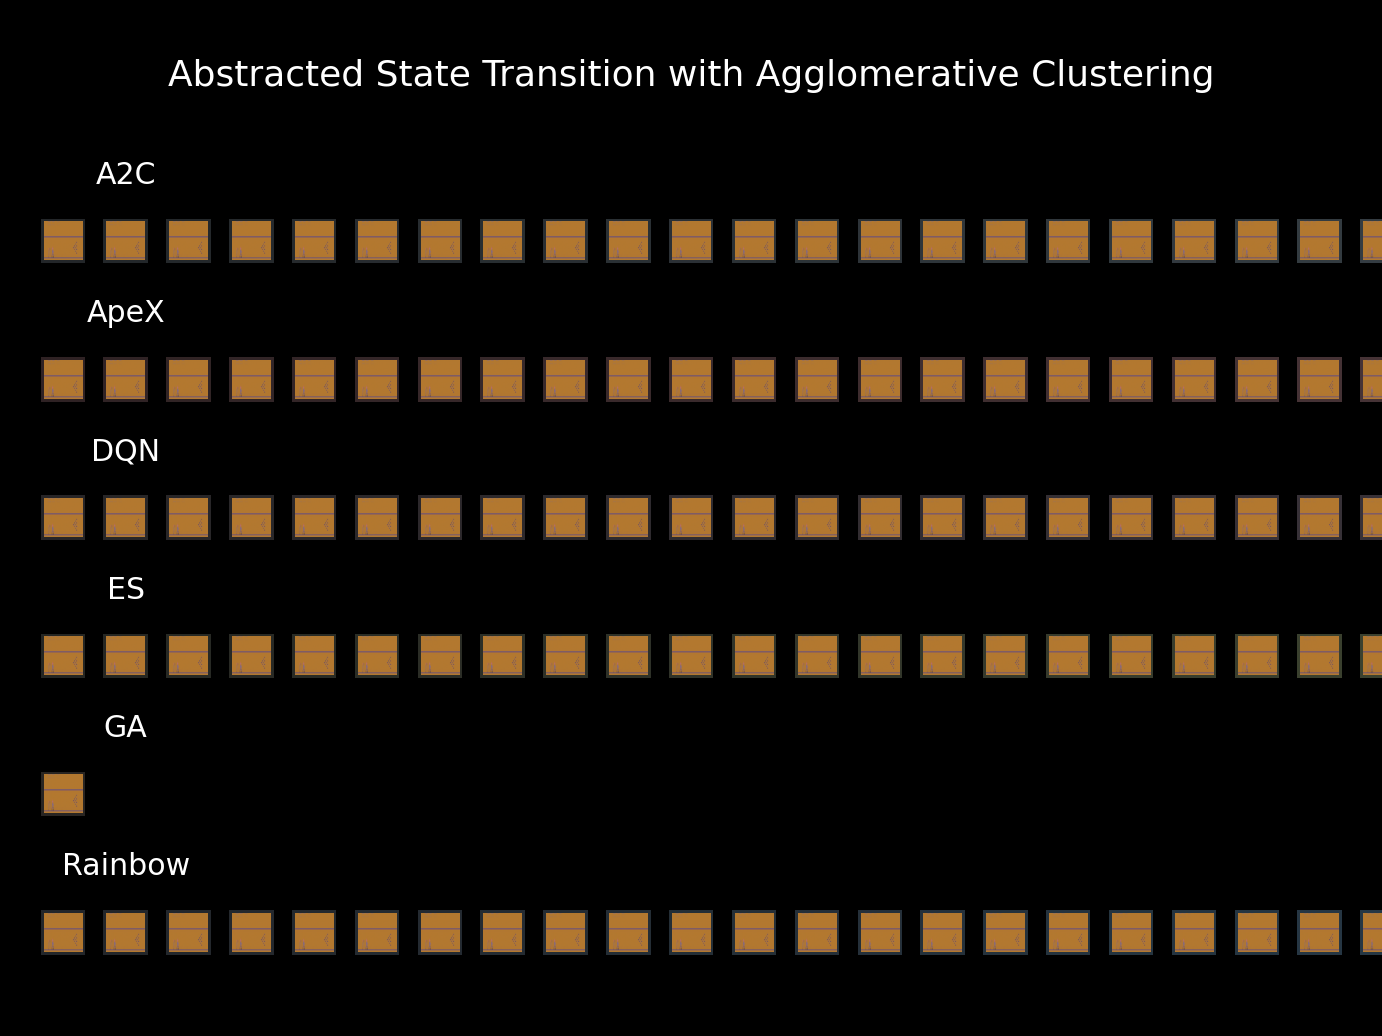 Abstracted State Transition with Agglomerative Clustering
A2C
ApeX
DQN
ES
GA
Rainbow